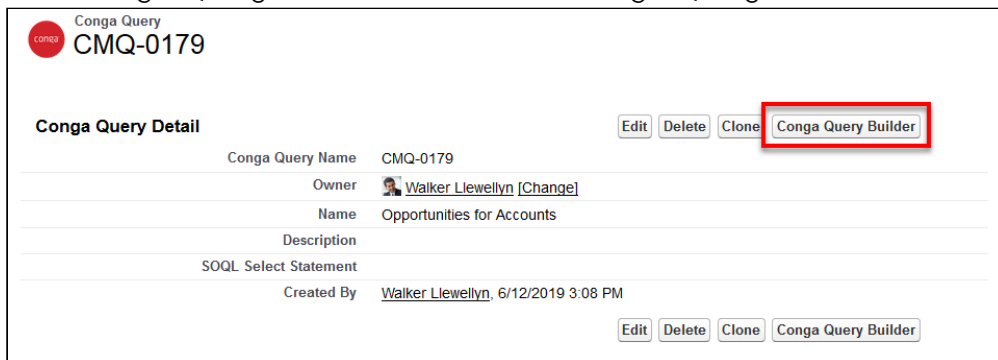 Conga Query
conga CMQ-0179
Conga Query Detail Edit Delete Clone Conga Query Builder
Conga Query Name CMQ-0179
Owner Walker Llewellyn [Change]
Name Opportunities for Accounts
Description
SOQL Select Statement
Created By Walker Llewellyn, 6/12/2019 3:08 PM
Edit Delete Clone Conga Query Builder